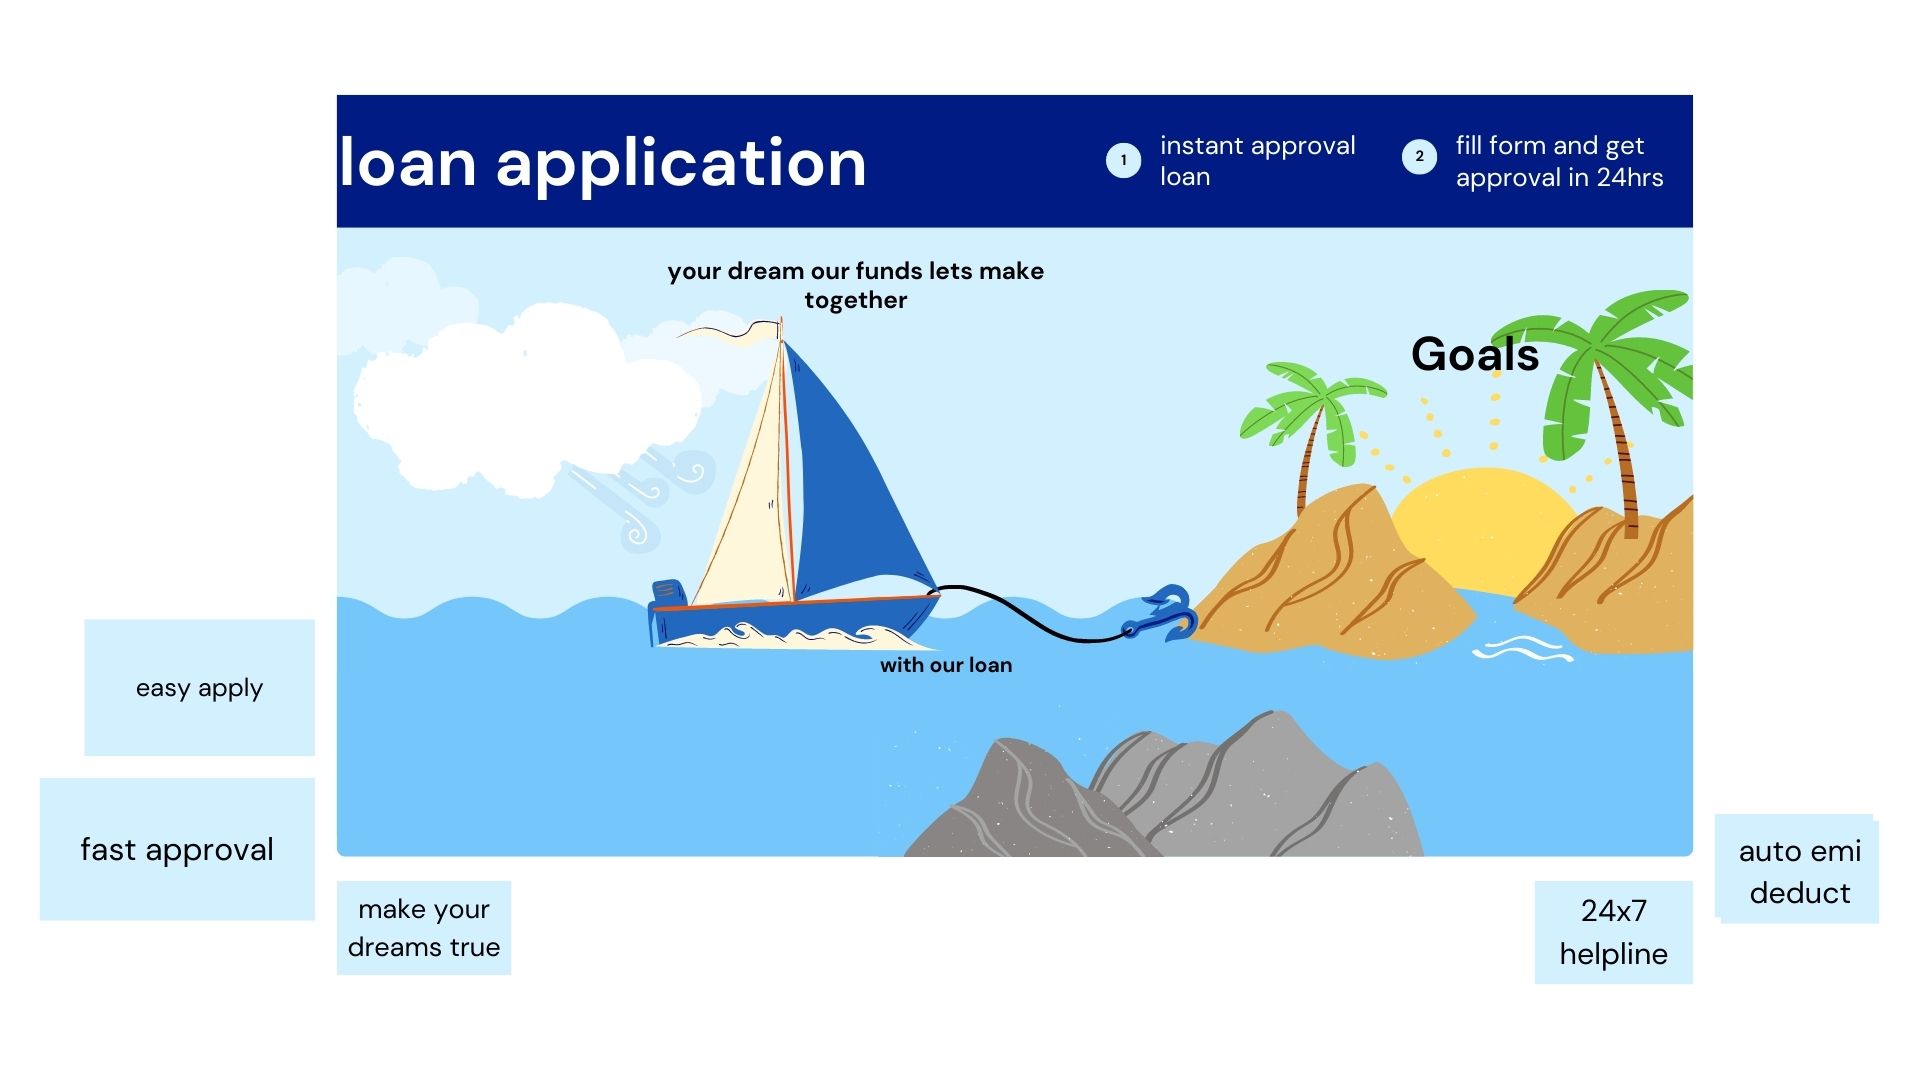 loan application
1
instant approval
loan
2
fill form and get
approval in 24hrs
your dream our funds lets make
together
Goals
with our loan
easy apply
fast approval
make your
dreams true
24x7
helpline
auto emi
deduct